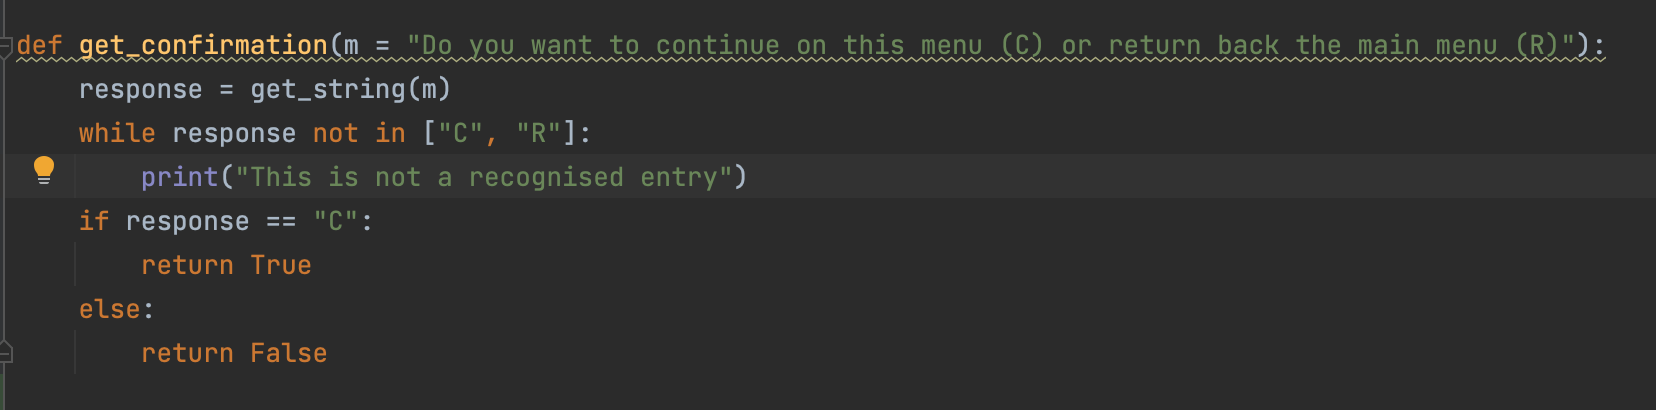 def get_confirmation(m = "Do you want to continue on this menu (C) or return back the main menu (R)"):
    response = get_string(m)
    while response not in ["C", "R"]:
        print("This is not a recognised entry")
    if response == "C":
        return True
    else:
        return False